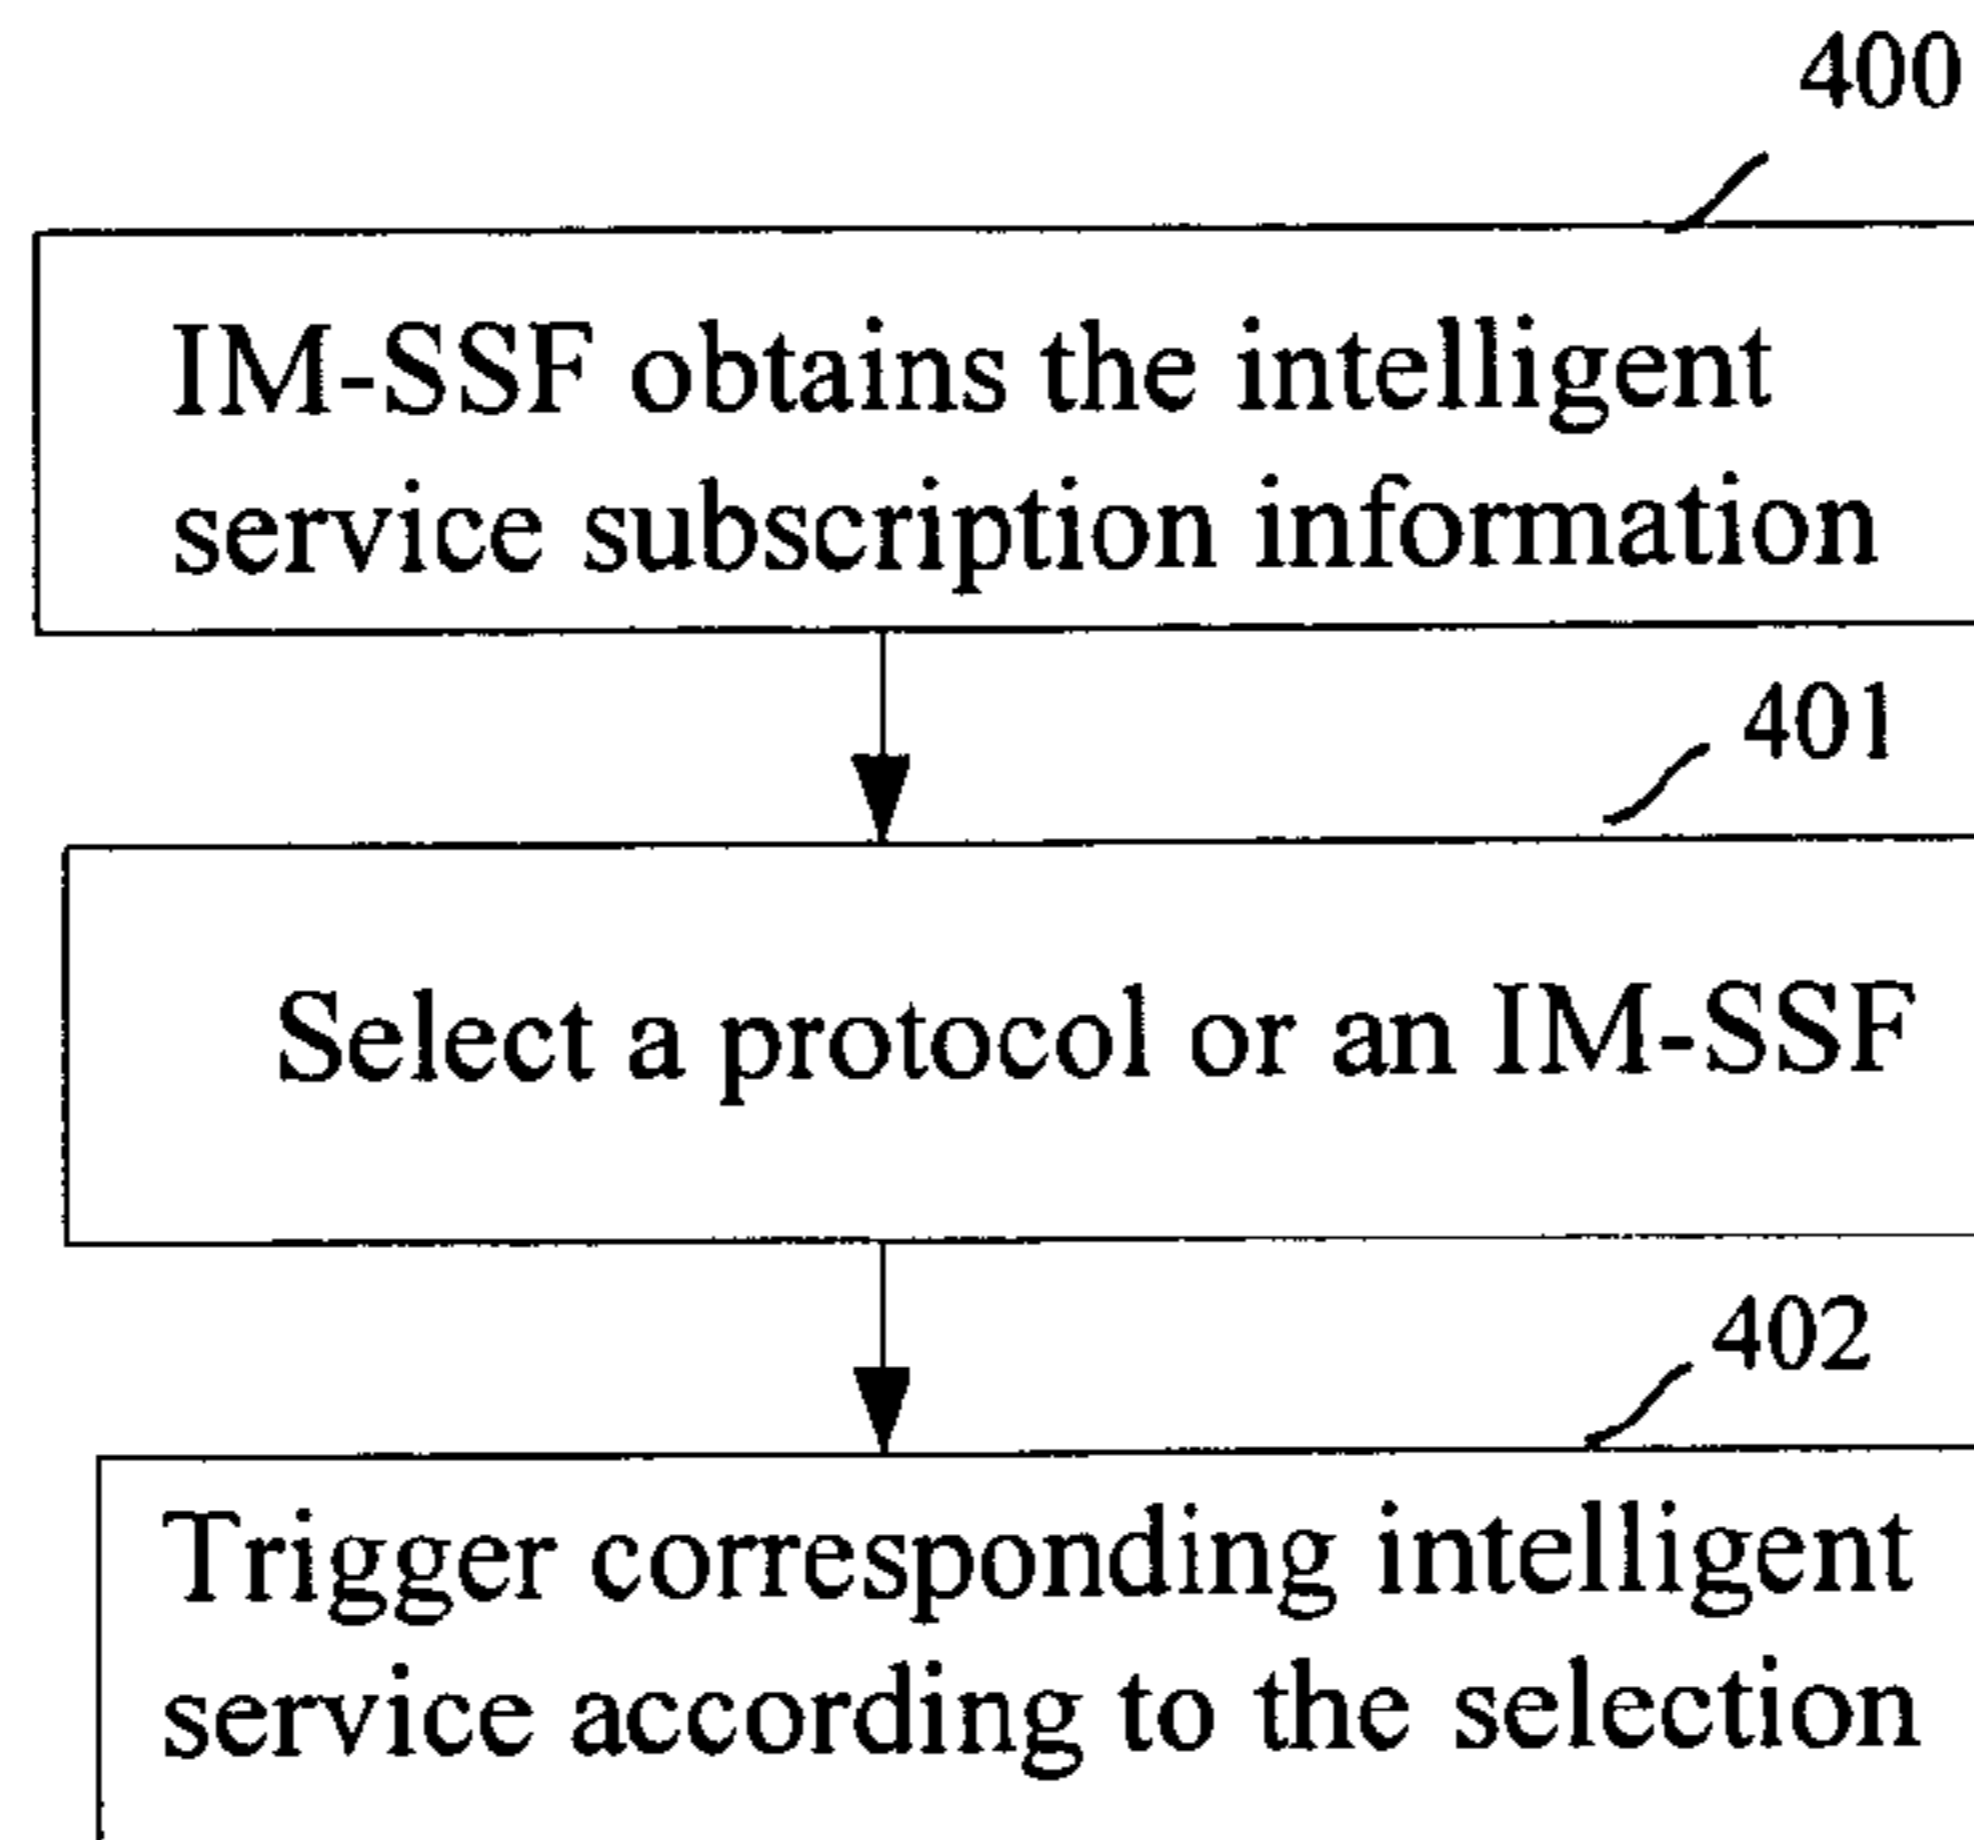 400
IM-SSF obtains the intelligent
service subscription information
401
Select a protocol or an IM-SSF
402
Trigger corresponding intelligent
service according to the selection